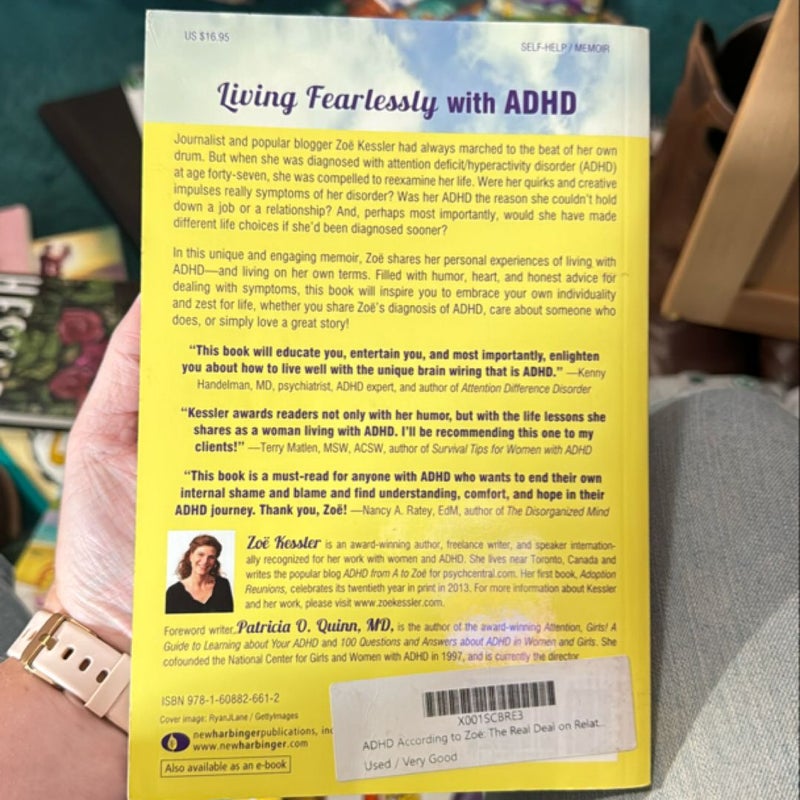 US $16.95
SELF-HELP / MEMOIR
Living Fearlessly with ADHD
Journalist and popular blogger Zoë Kessler had always marched to the beat of her own
drum. But when she was diagnosed with attention deficit/hyperactivity disorder (ADHD)
at age forty-seven, she was compelled to reexamine her life. Were her quirks and creative
impulses really symptoms of her disorder? Was her ADHD the reason she couldn't hold
down a job or a relationship? And, perhaps most importantly, would she have made
different life choices if she'd been diagnosed sooner?
In this unique and engaging memoir, Zoë shares her personal experiences of living with
ADHD—and living on her own terms. Filled with humor, heart, and honest advice for
dealing with symptoms, this book will inspire you to embrace your own individuality
and zest for life, whether you share Zoë's diagnosis of ADHD, care about someone who
does, or simply love a great story!
“This book will educate you, entertain you, and most importantly, enlighten
you about how to live well with the unique brain wiring that is ADHD.” —Kenny
Handelman, MD, psychiatrist, ADHD expert, and author of Attention Difference Disorder
“Kessler awards readers not only with her humor, but with the life lessons she
shares as a woman living with ADHD. I'll be recommending this one to my
clients!” —Terry Matlen, MSW, ACSW, author of Survival Tips for Women with ADHD
“This book is a must-read for anyone with ADHD who wants to end their own
internal shame and blame and find understanding, comfort, and hope in their
ADHD journey. Thank you, Zoë! —Nancy A. Ratey, EdM, author of The Disorganized Mind
Zoë Kessler is an award-winning author, freelance writer, and speaker internation-
ally recognized for her work with women and ADHD. She lives near Toronto, Canada and
writes the popular blog ADHD from A to Zoë for psychcentral.com. Her first book, Adoption
Reunions, celebrates its twentieth year in print in 2013. For more information about Kessler
and her work, please visit www.zoekessler.com.
Foreword writer, Patricia O. Quinn, MD, is the author of the award-winning Attention, Girls! A
Guide to Learning about Your ADHD and 100 Questions and Answers about ADHD in Women and Girls. She
cofounded the National Center for Girls and Women with ADHD in 1997, and is currently the director
ISBN 978-1-60882-661-2
Cover image: RyanJLane / GettyImages
newharbingerpublications, inc
www.newharbinger.com
Also available as an e-book
X001SCBRE3
ADHD According to Zoë: The Real Deal on Relat...
Used / Very Good